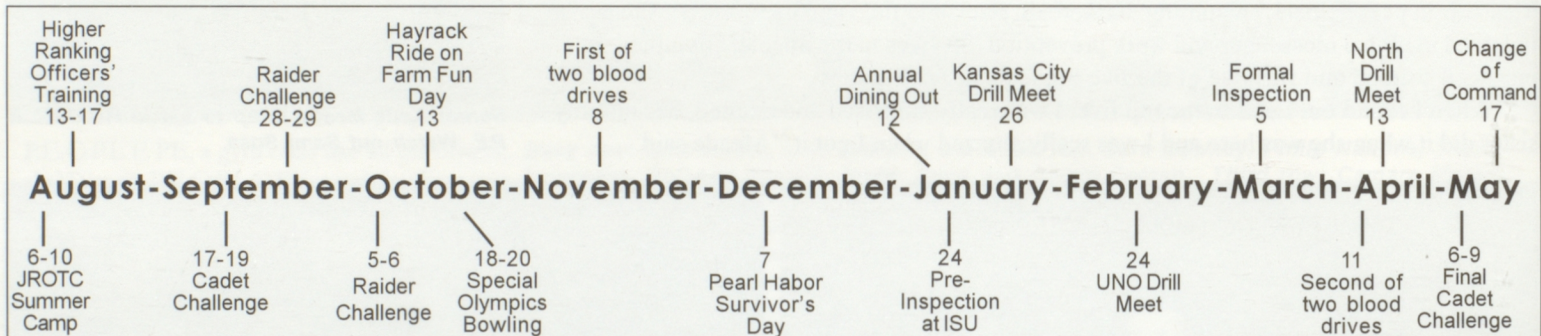 Higher
Ranking
Officers'
Training
13-17
Raider
Challenge
28-29
Hayrack
Ride on
Farm Fun
Day
13
First of
two blood
drives
8
Annual
Dining Out
12
Kansas City
Drill Meet
26
Formal
Inspection
5
North
Drill
Meet
13
Change
of
Command
17
August-September-October-November-December-January-February-March-April-May
6-10
JROTC
Summer
Camp
17-19
Cadet
Challenge
5-6
Raider
Challenge
18-20
Special
Olympics
Bowling
7
Pearl Habor
Survivor's
Day
24
Pre-
Inspection
at ISU
24
UNO Drill
Meet
11
Second of
two blood
drives
6-9
Final
Cadet
Challenge